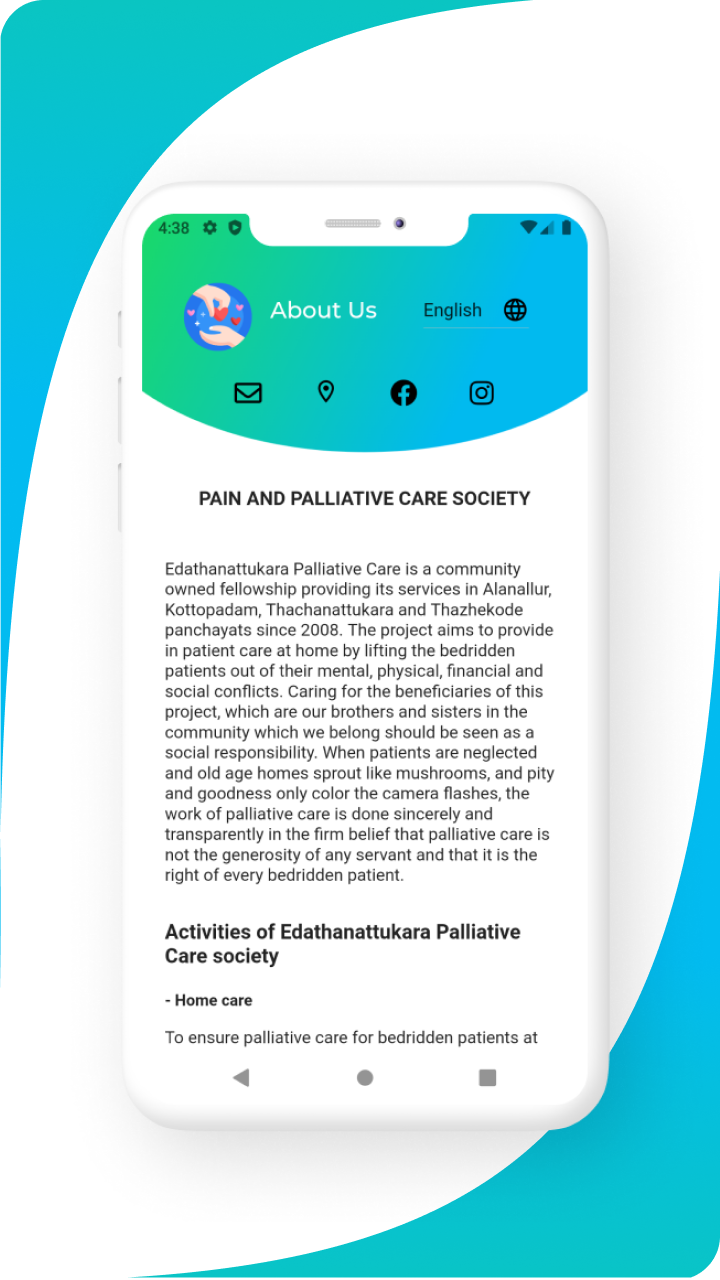 4:38
About Us
English
PAIN AND PALLIATIVE CARE SOCIETY
Edathanattukara Palliative Care is a community
owned fellowship providing its services in Alanallur,
Kottopadam, Thachanattukara and Thazhekode
panchayats since 2008. The project aims to provide
in patient care at home by lifting the bedridden
patients out of their mental, physical, financial and
social conflicts. Caring for the beneficiaries of this
project, which are our brothers and sisters in the
community which we belong should be seen as a
social responsibility. When patients are neglected
and old age homes sprout like mushrooms, and pity
and goodness only color the camera flashes, the
work of palliative care is done sincerely and
transparently in the firm belief that palliative care is
not the generosity of any servant and that it is the
right of every bedridden patient.
Activities of Edathanattukara Palliative
Care society
- Home care
To ensure palliative care for bedridden patients at